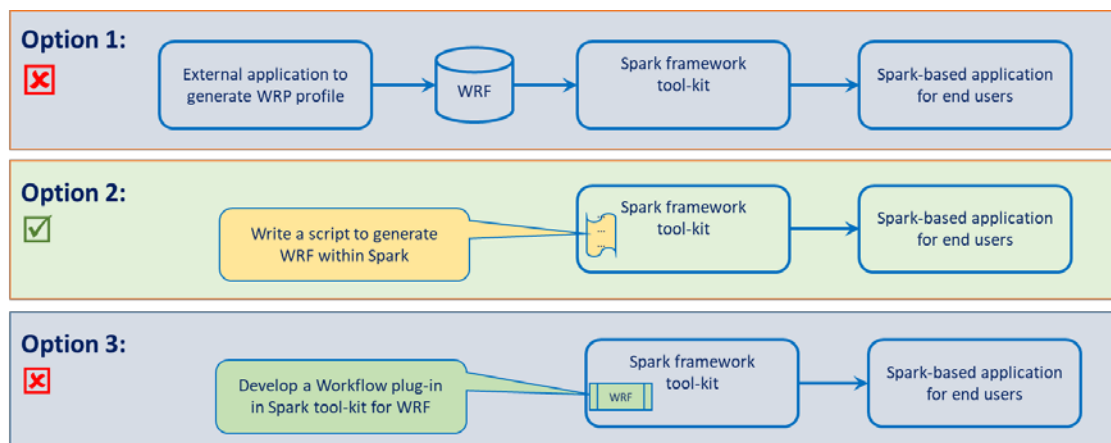 Option 1:
External application to
generate WRP profile
WRF
Spark framework
tool-kit
Spark-based application
for end users
Option 2:
Write a script to generate
WRF within Spark
...
...
Spark framework
tool-kit
Spark-based application
for end users
Option 3:
Develop a Workflow plug-in
in Spark tool-kit for WRF
WRF
Spark framework
tool-kit
Spark-based application
for end users